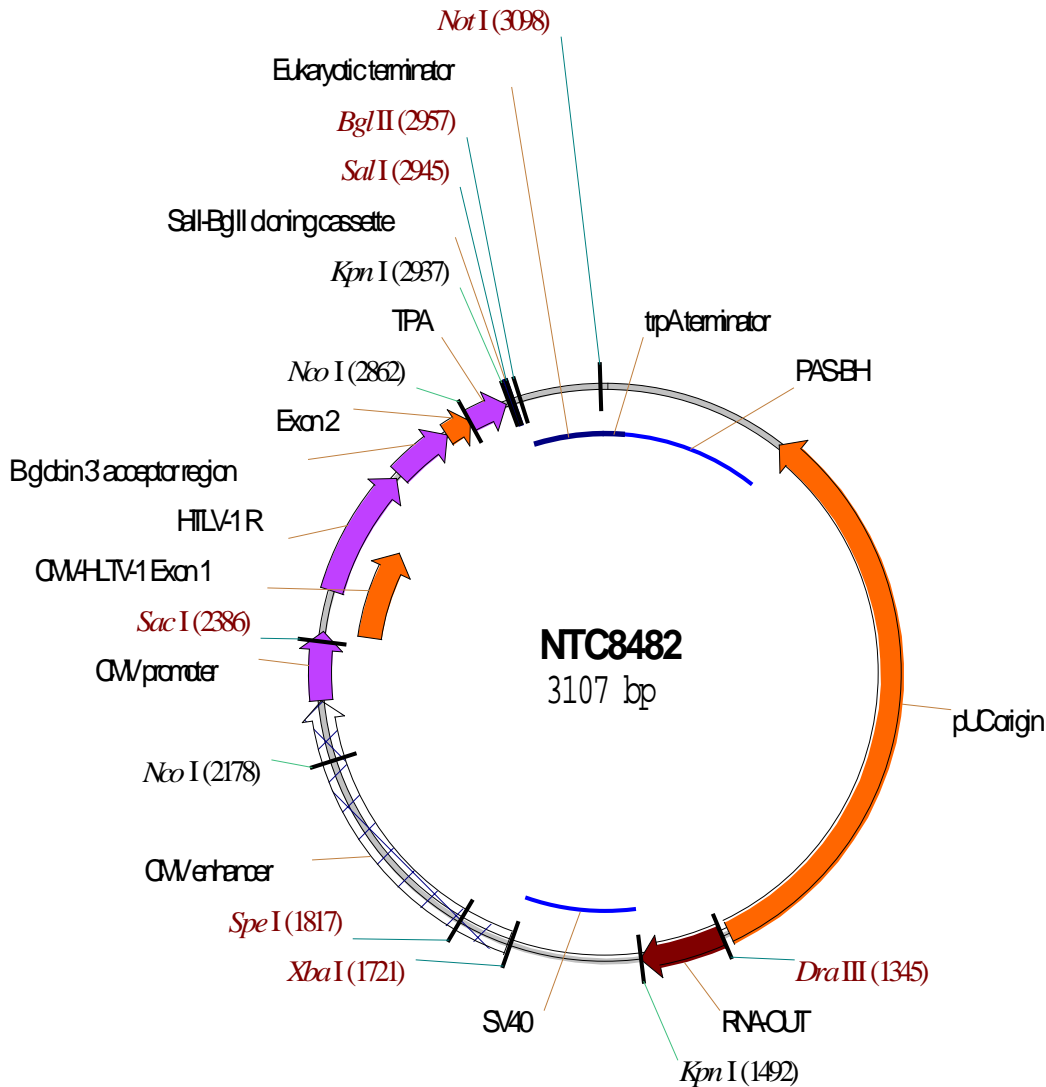 Not I (3098)
Eukaryotic terminator
Bgl II (2957)
Sal I (2945)
SalI-BglII cloning cassette
Kpn I (2937)
TPA
trpA terminator
PAS-BH
Nco I (2862)
Exon 2
B globin 3' acceptor region
HTLV-1 R
CMV-HLTV-1 Exon 1
Sac I (2386)
CMV promoter
NTC8482
3107 bp
pUC origin
Nco I (2178)
CMV enhancer
Spe I (1817)
Xba I (1721)
Dra III (1345)
SV40
RNA-OUT
Kpn I (1492)